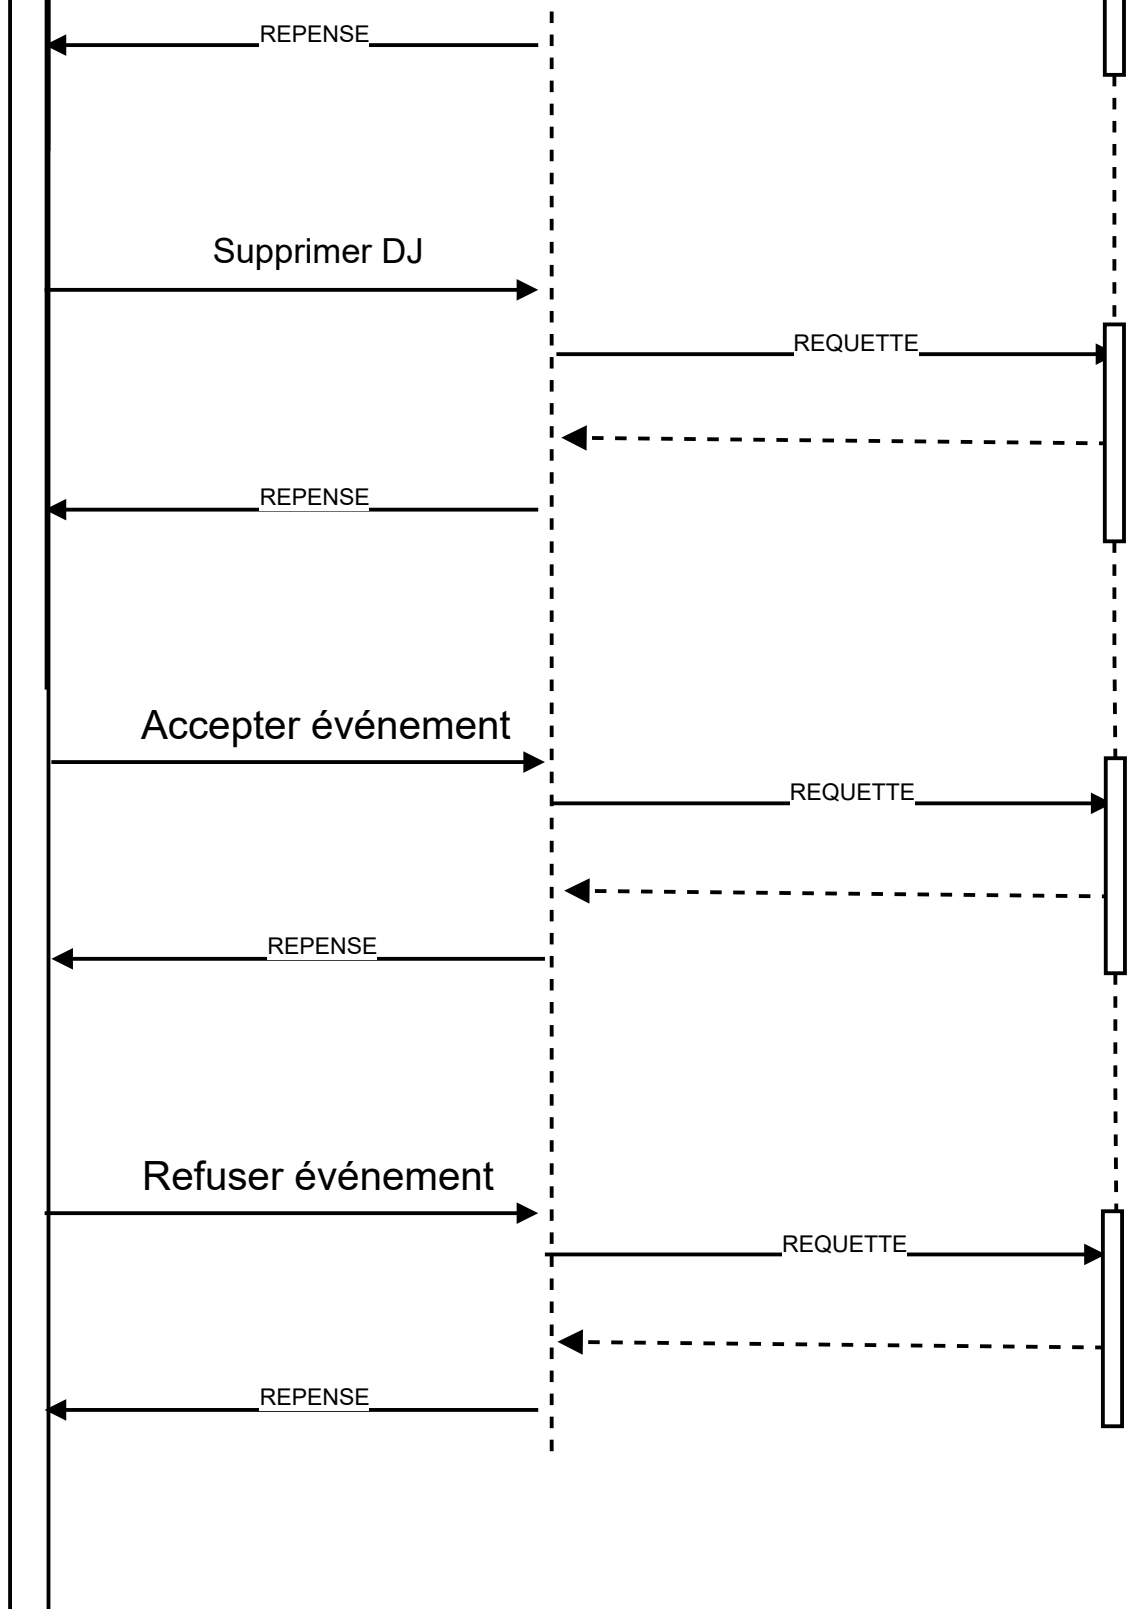 REPENSE
Supprimer DJ
REQUETTE
REPENSE
Accepter événement
REQUETTE
REPENSE
Refuser événement
REQUETTE
REPENSE